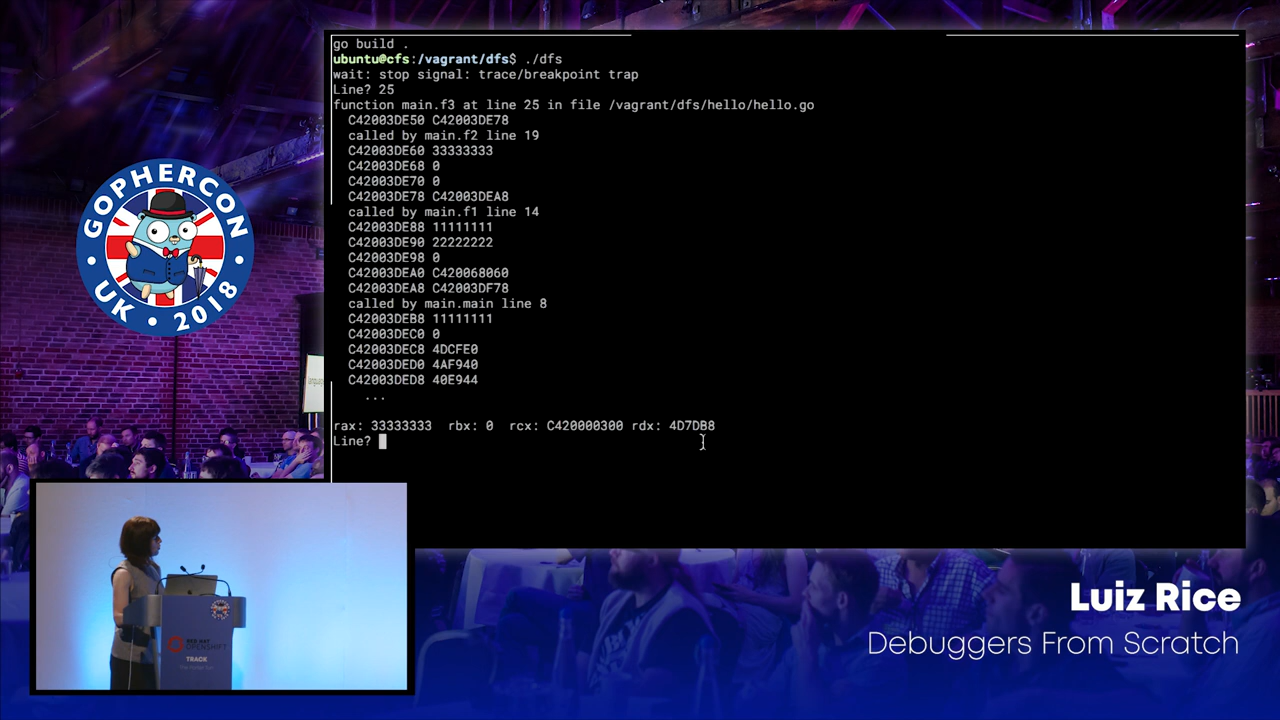 go build .
ubuntu@cfs:/vagrant/dfs$ ./dfs
wait: stop signal: trace/breakpoint trap
Line? 25
function main.f3 at line 25 in file /vagrant/dfs/hello/hello.go
C42003DE50 C42003DE78
called by main.f2 line 19
C42003DE60 33333333
C42003DE68 0
C42003DE70 0
C42003DE78 C42003DEA8
called by main.f1 line 14
C42003DE88 11111111
C42003DE90 22222222
C42003DE98 0
C42003DEA0 C420068060
C42003DEA8 C42003DF78
called by main.main line 8
C42003DEB8 11111111
C42003DEC0 0
C42003DEC8 4DCFE0
C42003DED0 4AF940
C42003DED8 40E944
...
rax: 33333333 rbx: 0 rcx: C420000300 rdx: 4D7DB8
Line?
GOPHERCON
UK • 2018
RED HAT
OPENSHIFT
TRACK
Luiz Rice
Debuggers From Scratch